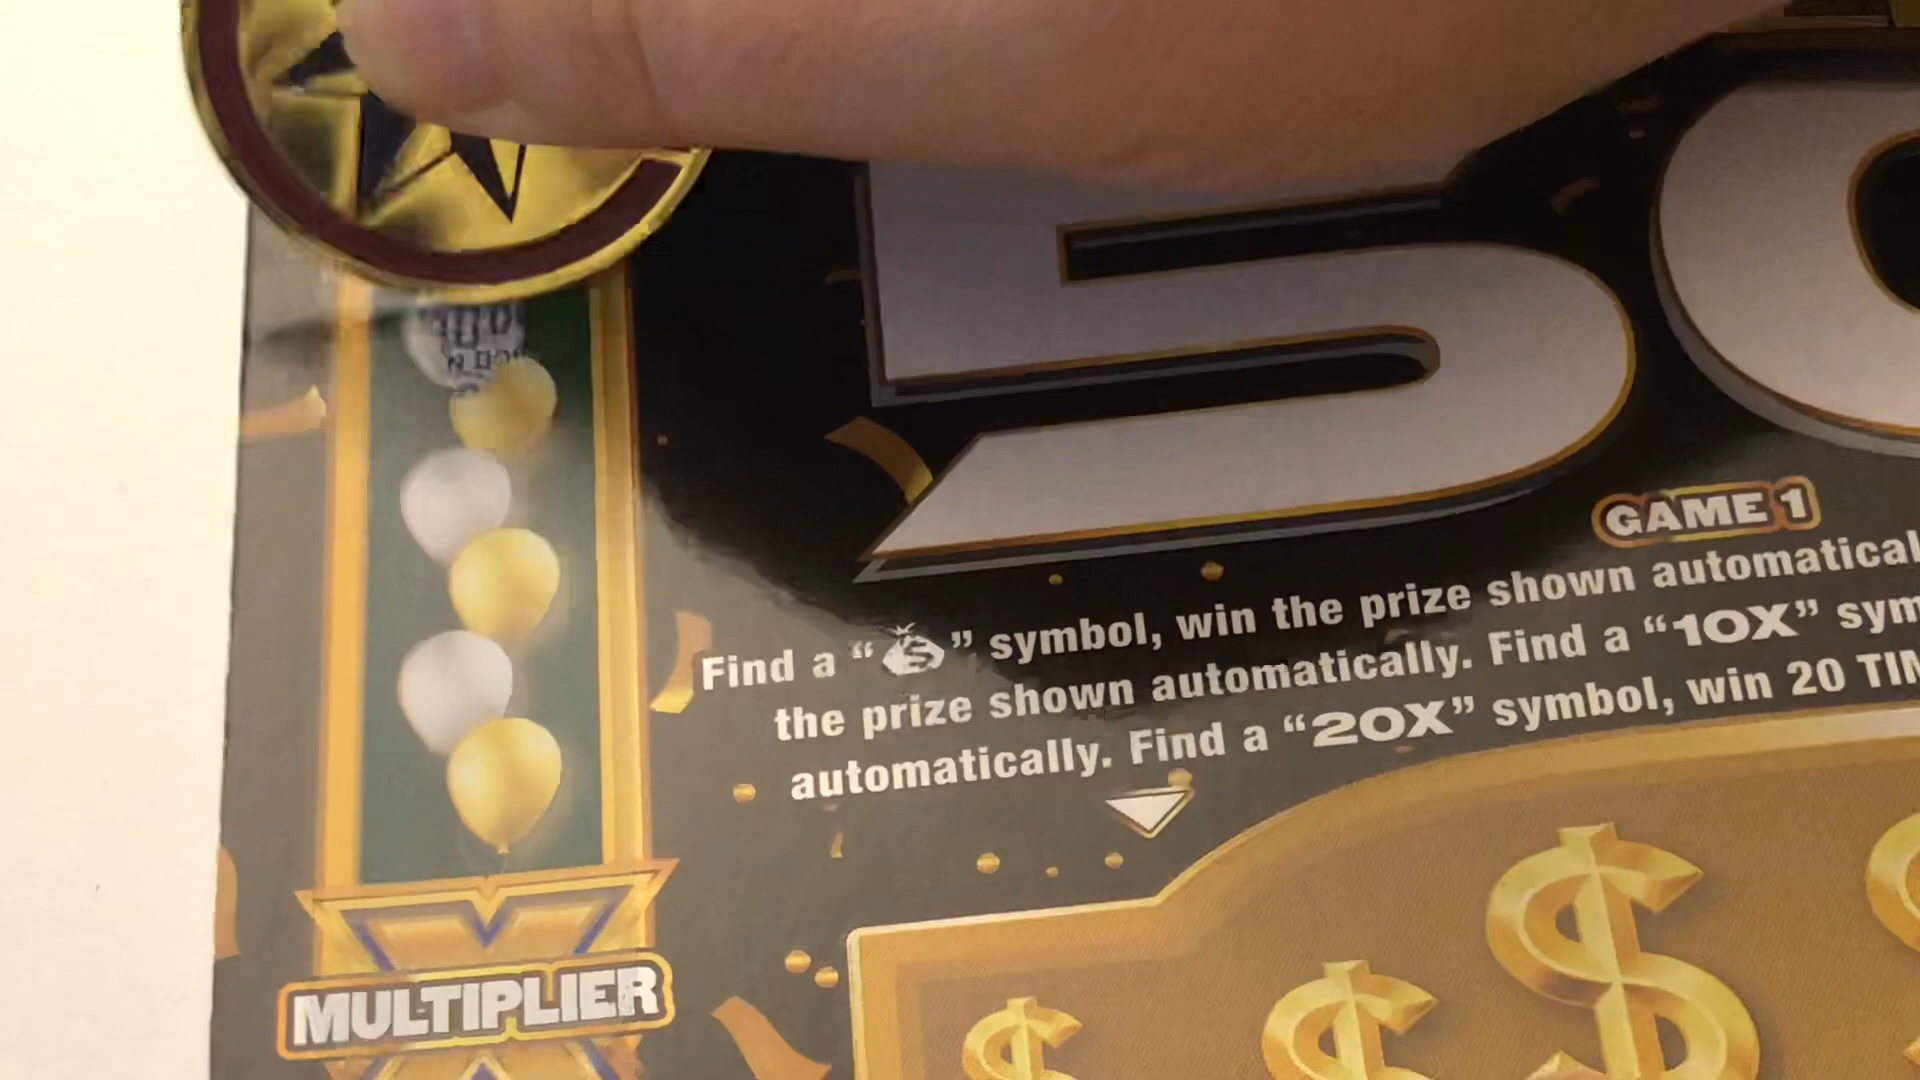 50
GAME 1
Find a " $ " symbol, win the prize shown automatical
the prize shown automatically. Find a "10X" sym
automatically. Find a "20X" symbol, win 20 TIM
MULTIPLIER